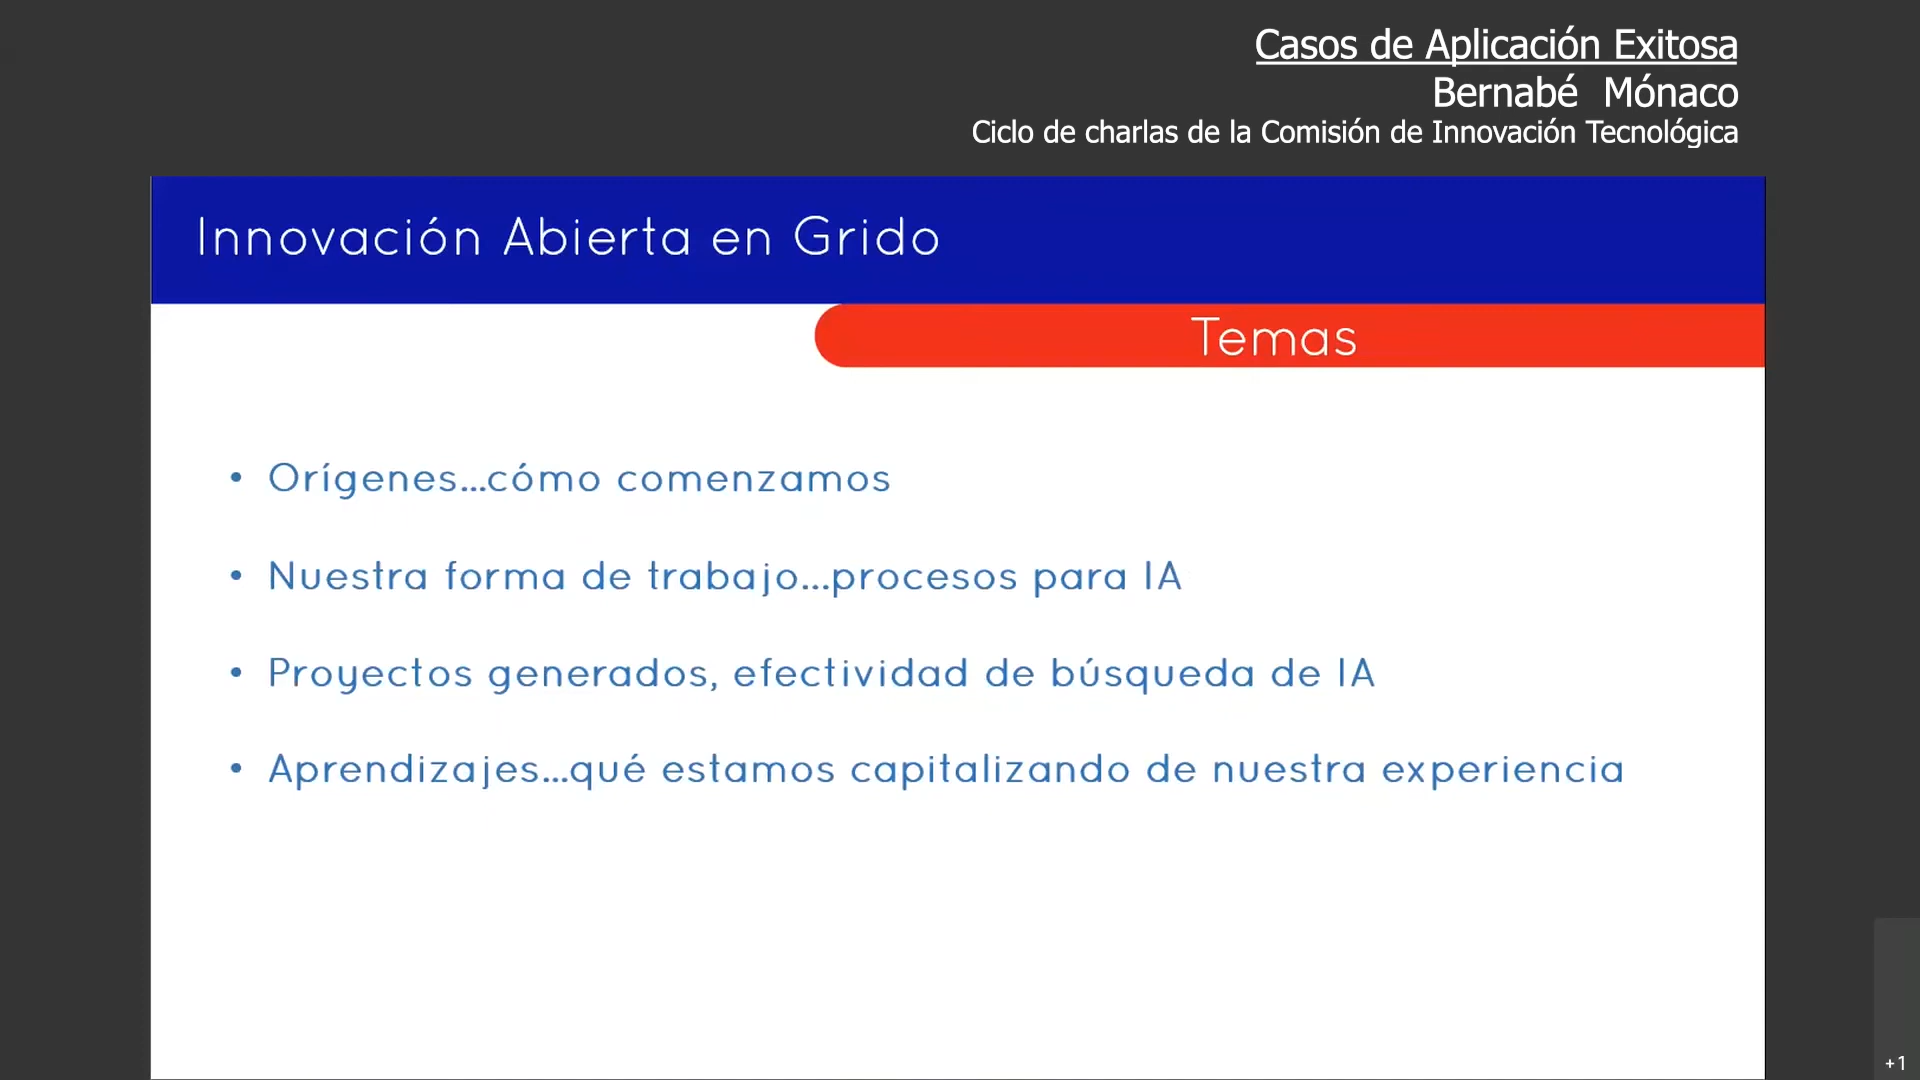 Casos de Aplicación Exitosa
Bernabé Mónaco
Ciclo de charlas de la Comisión de Innovación Tecnológica
Innovación Abierta en Grido
Temas
• Orígenes...cómo comenzamos
• Nuestra forma de trabajo...procesos para IA
• Proyectos generados, efectividad de búsqueda de IA
• Aprendizajes...qué estamos capitalizando de nuestra experiencia
+1